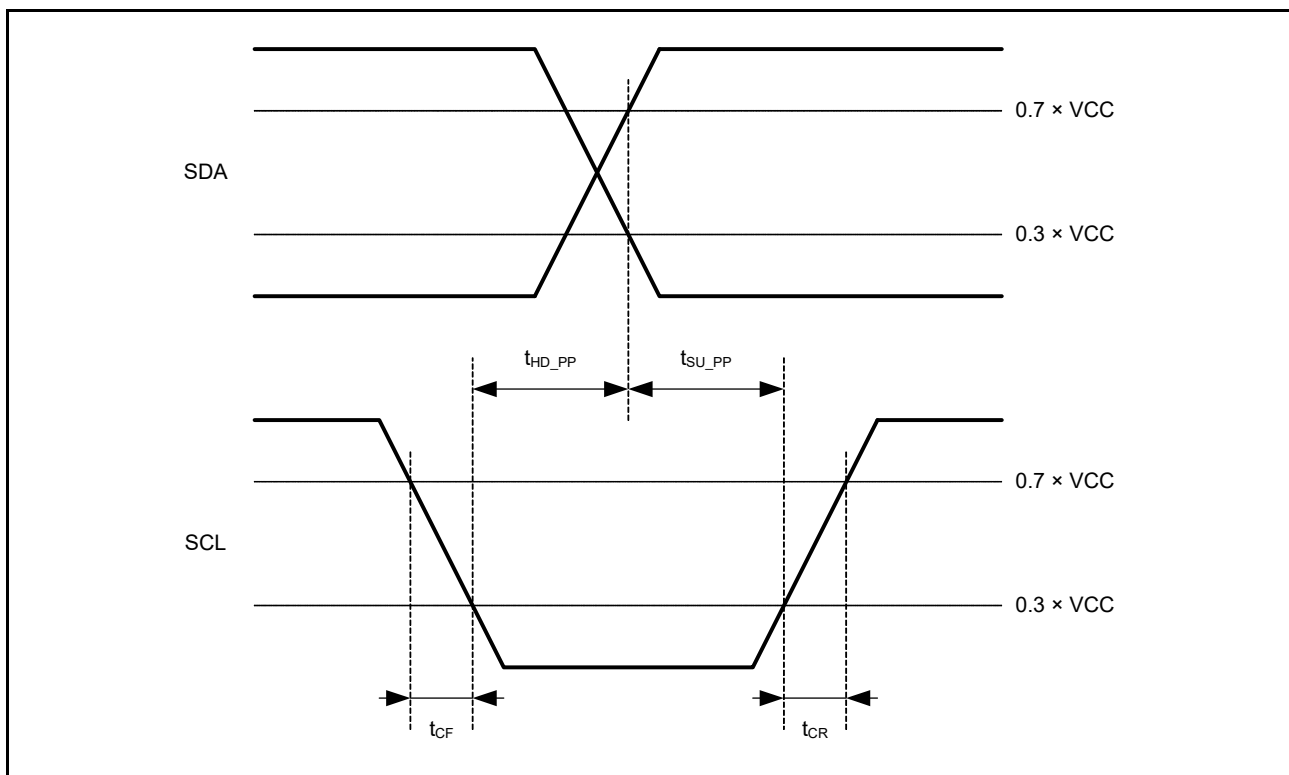 0.7 × VCC
SDA
0.3 × VCC
tHD_PP tSU_PP
0.7 × VCC
SCL
0.3 × VCC
tCF tCR